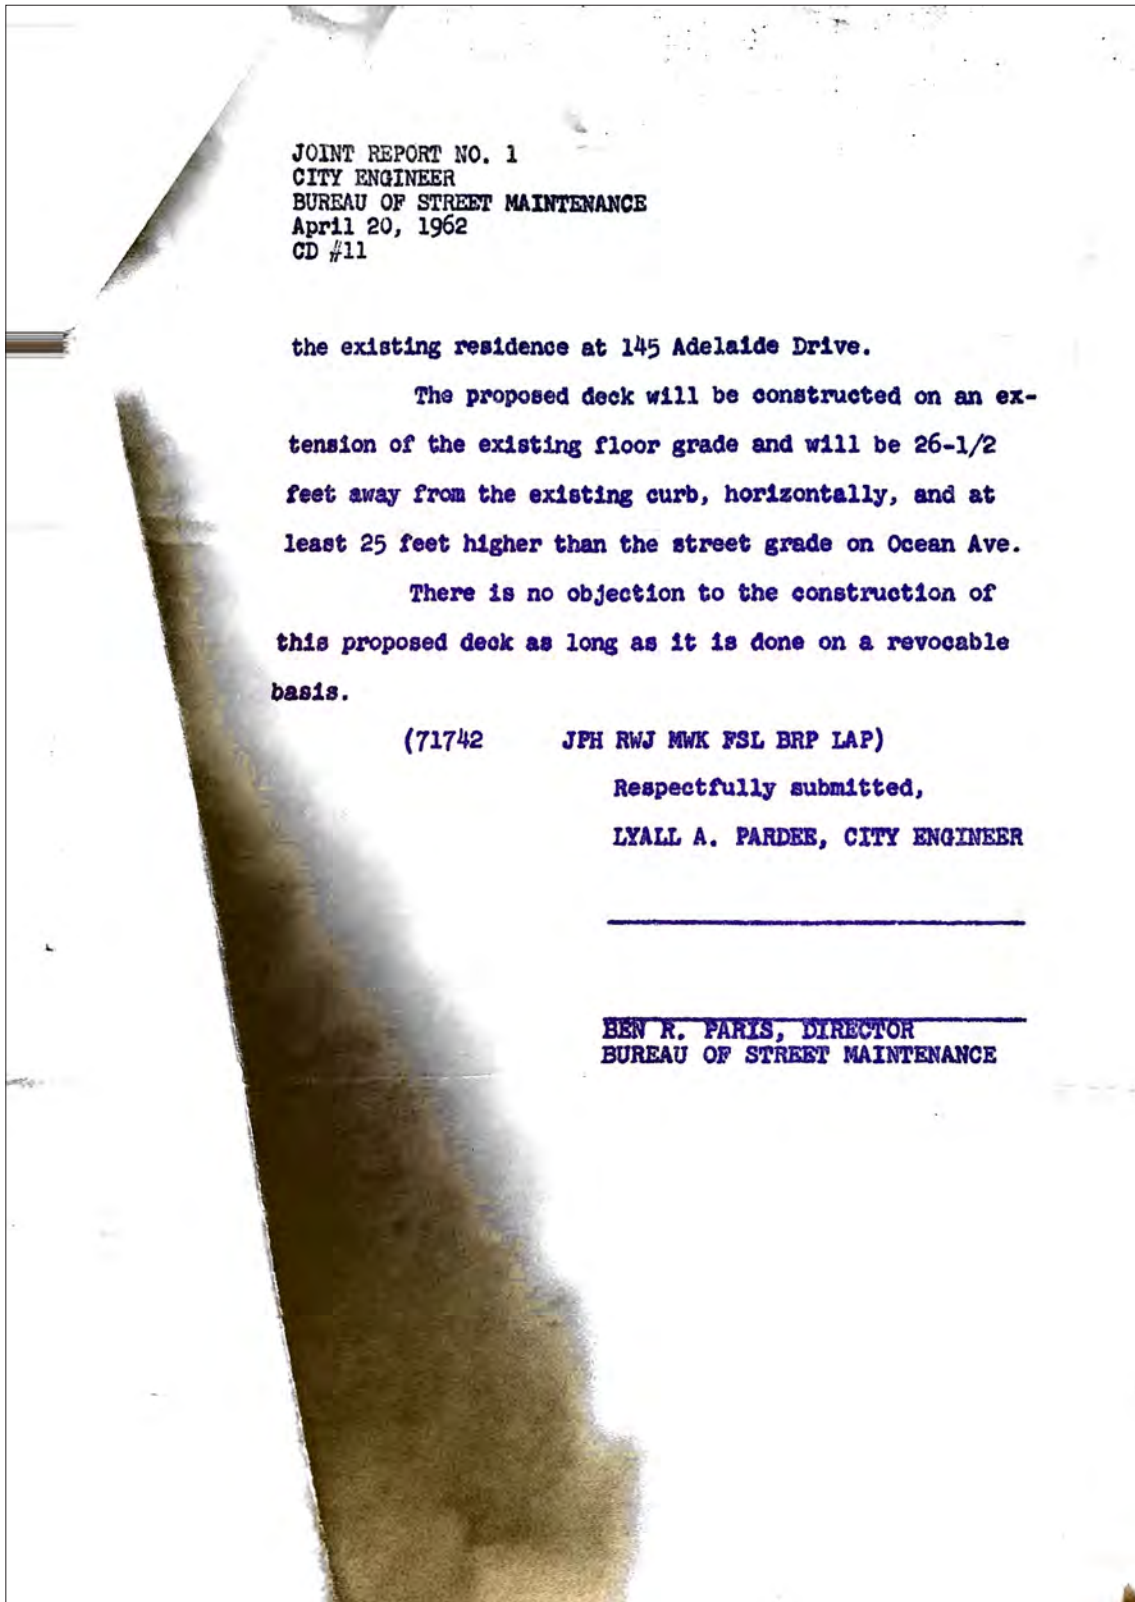 JOINT REPORT NO. 1
CITY ENGINEER
BUREAU OF STREET MAINTENANCE
April 20, 1962
CD #11
the existing residence at 145 Adelaide Drive.
The proposed deck will be constructed on an ex-
tension of the existing floor grade and will be 26-1/2
feet away from the existing curb, horizontally, and at
least 25 feet higher than the street grade on Ocean Ave.
There is no objection to the construction of
this proposed deck as long as it is done on a revocable
basis.
(71742 JPH RWJ MWK FSL BRP LAP)
Respectfully submitted,
LYALL A. PARDEE, CITY ENGINEER
BEN R. PARIS, DIRECTOR
BUREAU OF STREET MAINTENANCE